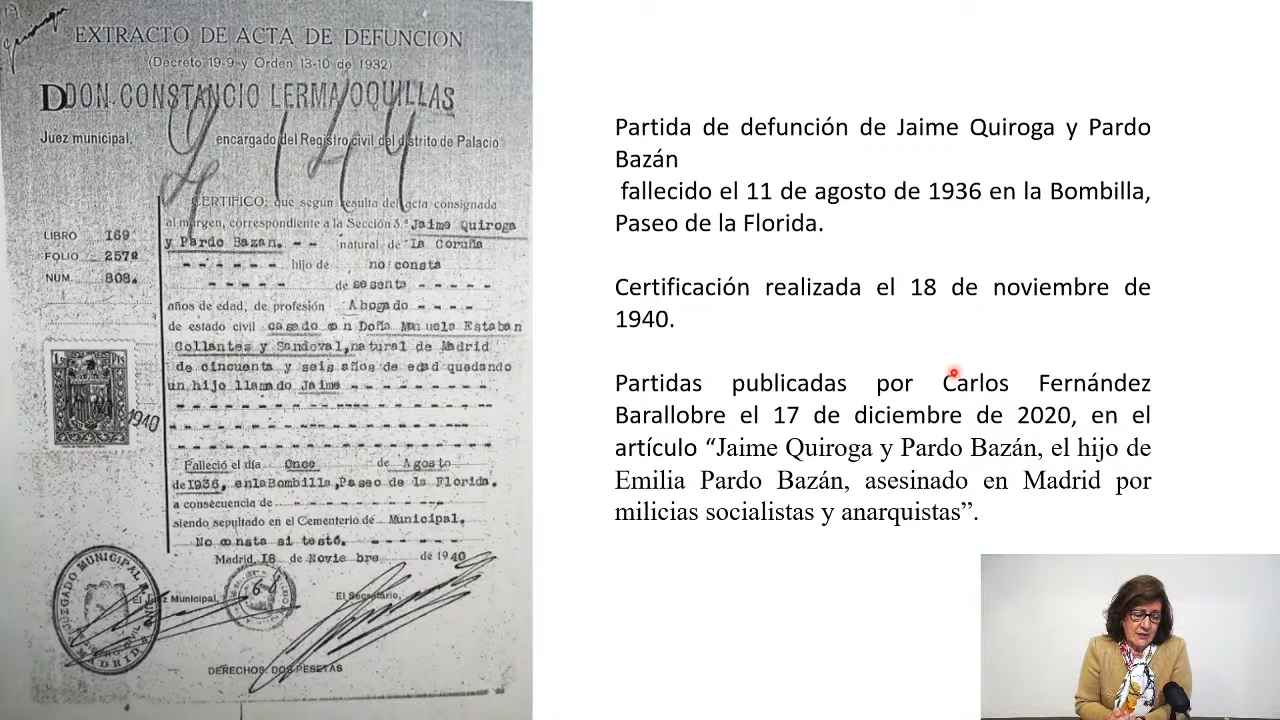 EXTRACTO DE ACTA DE DEFUNCION
(Decreto 19-9 y Orden 13-10 de 1932)
DDON. CONSTANCIO LERMA OQUILLAS
Juez municipal, encargado del Registro civil del distrito de Palacio
9144
CERTIFICO: que según resulta del acta consignada
al margen, correspondiente a la Sección 3.ª Jaime Quiroga
y Pardo Bazan. - - natural de La Coruña
- - - - - - hijo de no consta
- - - - - - de sesenta - - - - -
años de edad, de profesión Abogado - - - -
de estado civil casado con Doña Manuela Estaban
Collantes y Sandoval, natural de Madrid
de cincuenta y seis años de edad quedando
un hijo llamado Jaime - - - - - - - - - -
LIBRO 169
FOLIO 257º
NUM. 808.
1 Pts
1940
Falleció el día Once de Agosto
de 1936, en la Bombilla, Paseo de la Florida.
a consecuencia de - - - - - - - - - - -
siendo sepultado en el Cementerio de Municipal.
No consta si testó. - - - - - - -
Madrid, 18 de Novie bre de 1940
El Juez Municipal, El Secretario,
JUZGADO MUNICIPAL
MADRID
DERECHOS: DOS PESETAS
Partida de defunción de Jaime Quiroga y Pardo
Bazán
fallecido el 11 de agosto de 1936 en la Bombilla,
Paseo de la Florida.
Certificación realizada el 18 de noviembre de
1940.
Partidas publicadas por Carlos Fernández
Barallobre el 17 de diciembre de 2020, en el
artículo “Jaime Quiroga y Pardo Bazán, el hijo de
Emilia Pardo Bazán, asesinado en Madrid por
milicias socialistas y anarquistas”.